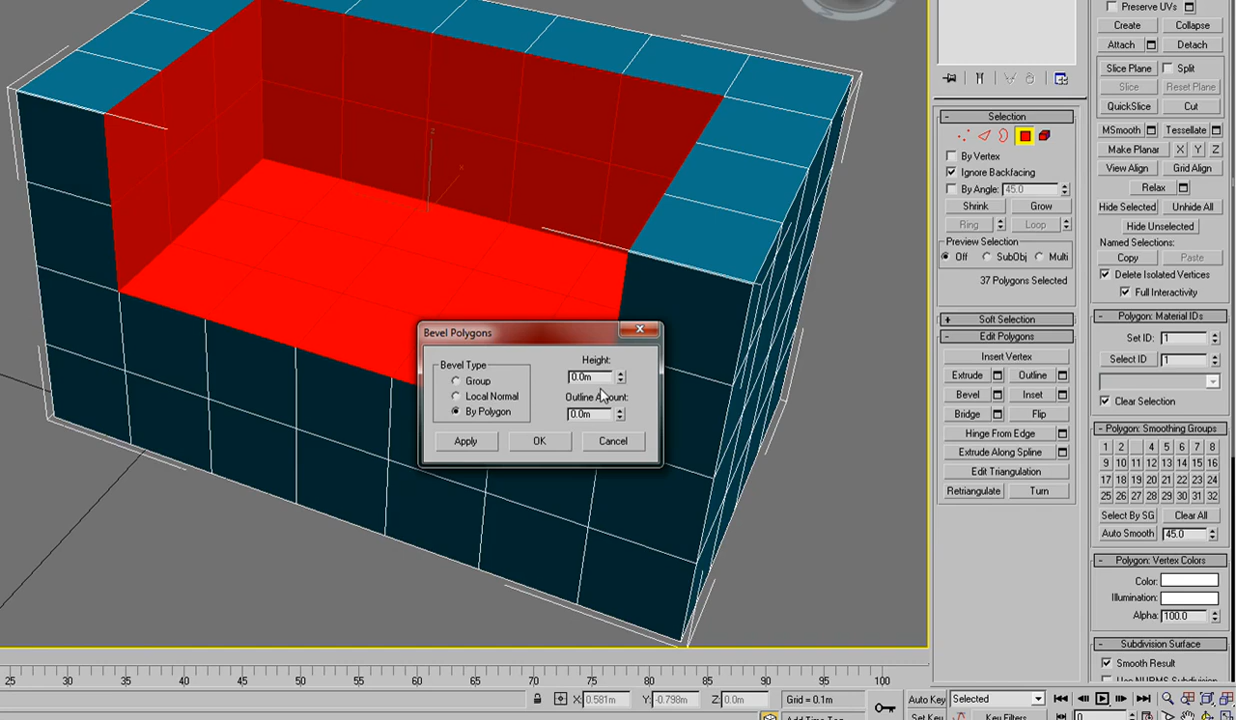 Preserve UVs
Create Collapse
Attach Detach
Slice Plane Split
Slice Reset Plane
QuickSlice Cut
MSmooth Tessellate
Make Planar X Y Z
View Align Grid Align
Relax
Hide Selected Unhide All
Hide Unselected
Named Selections:
Copy Paste
Delete Isolated Vertices
Full Interactivity
- Polygon: Material IDs
Set ID: 1
Select ID 1
Clear Selection
- Polygon: Smoothing Groups
1 2 4 5 6 7 8
9 10 11 12 13 14 15 16
17 18 19 20 21 22 23 24
25 26 27 28 29 30 31 32
Select By SG Clear All
Auto Smooth 45.0
- Polygon: Vertex Colors
Color:
Illumination:
Alpha: 100.0
- Subdivision Surface
Smooth Result
Use NURMS Subdivision
- Selection
By Vertex
Ignore Backfacing
By Angle: 45.0
Shrink Grow
Ring Loop
Preview Selection
Off SubObj Multi
37 Polygons Selected
+ Soft Selection
- Edit Polygons
Insert Vertex
Extrude Outline
Bevel Inset
Bridge Flip
Hinge From Edge
Extrude Along Spline
Edit Triangulation
Retriangulate Turn
Bevel Polygons
Bevel Type
Group
Local Normal
By Polygon
Height:
0.0m
Outline Amount:
0.0m
Apply OK Cancel
z
x
25 30 35 40 45 50 55 60 65 70 75 80 85 90 95 100
X: 0.581m Y: -0.798m Z: 0.0m Grid = 0.1m
Auto Key Selected
Add Time Tag
Set Key Key Filters... 0